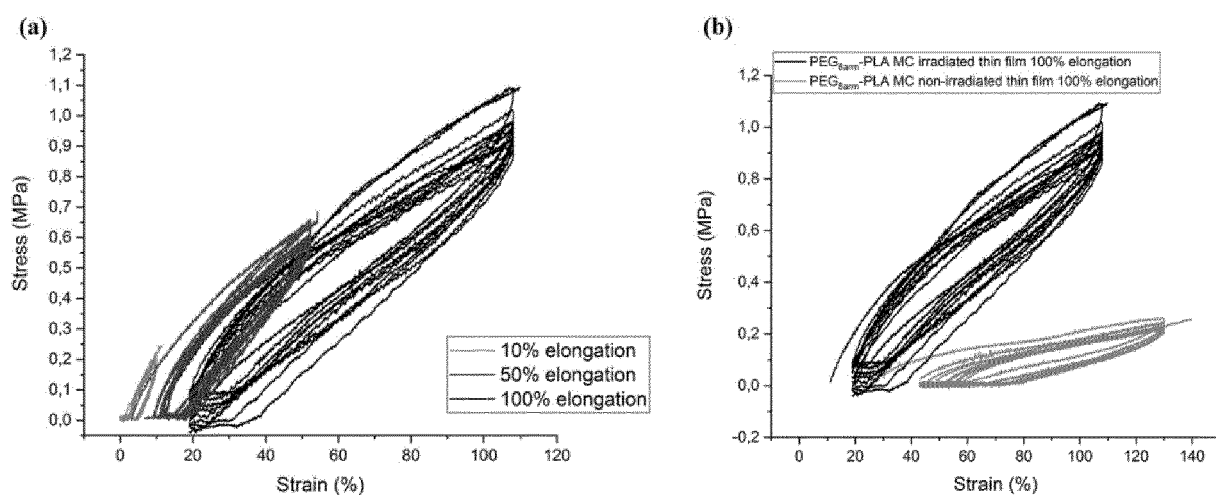 (a)
1,2
1,1
1,0
0,9
0,8
0,7
0,6
0,5
0,4
0,3
0,2
0,1
0,0
Stress (MPa)
0 20 40 60 80 100 120
Strain (%)
10% elongation
50% elongation
100% elongation
(b)
PEG8arm-PLA MC irradiated thin film 100% elongation
PEG8arm-PLA MC non-irradiated thin film 100% elongation
1,2
1,0
0,8
0,6
0,4
0,2
0,0
-0,2
Stress (MPa)
0 20 40 60 80 100 120 140
Strain (%)